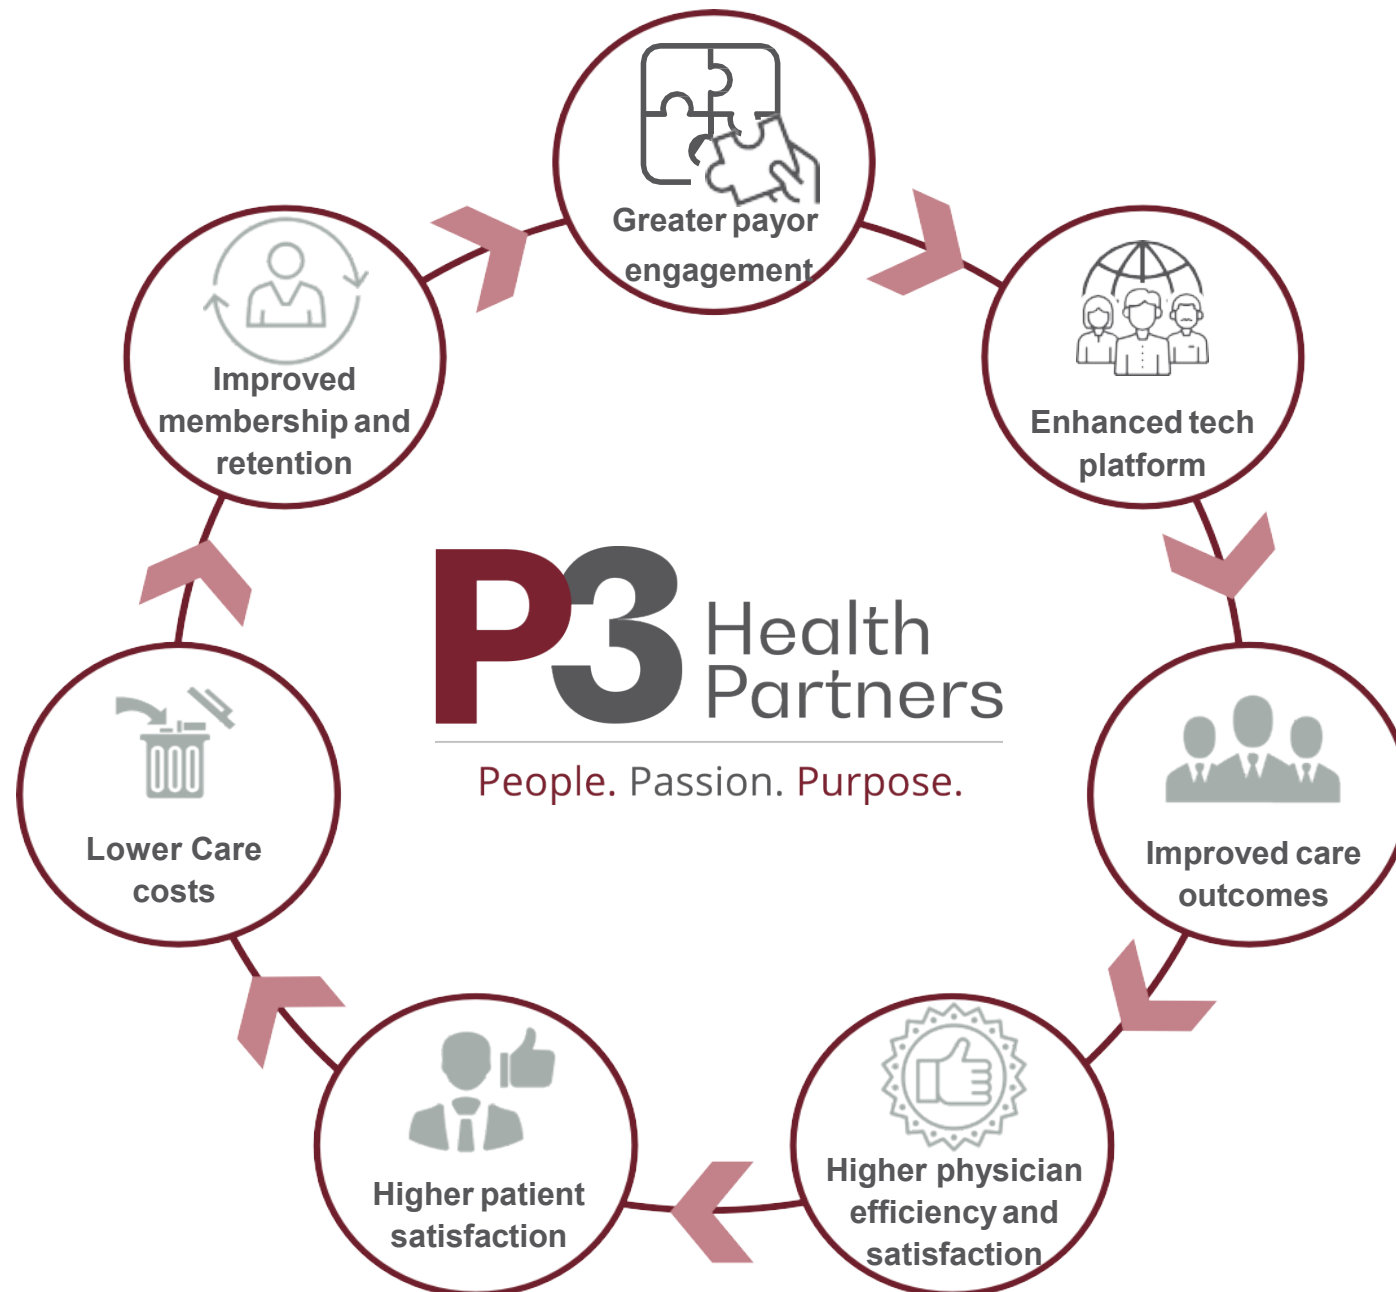 Greater payor
engagement
Enhanced tech
platform
Improved care
outcomes
Higher physician
efficiency and
satisfaction
Higher patient
satisfaction
Lower Care
costs
Improved
membership and
retention
P3 Health
Partners
People. Passion. Purpose.